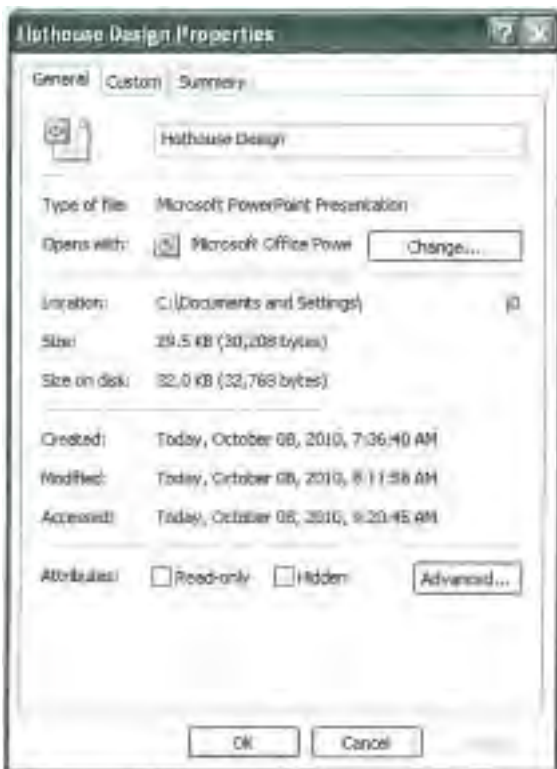 Hothouse Design Properties
General Custom Summary
Hothouse Design
Type of file: Microsoft PowerPoint Presentation
Opens with: Microsoft Office Powe Change...
Location: C:\Documents and Settings\
Size: 29.5 KB (30,208 bytes)
Size on disk: 32.0 KB (32,768 bytes)
Created: Today, October 08, 2010, 7:36:40 AM
Modified: Today, October 08, 2010, 8:11:58 AM
Accessed: Today, October 08, 2010, 9:20:45 AM
Attributes: Read-only Hidden Advanced...
OK Cancel